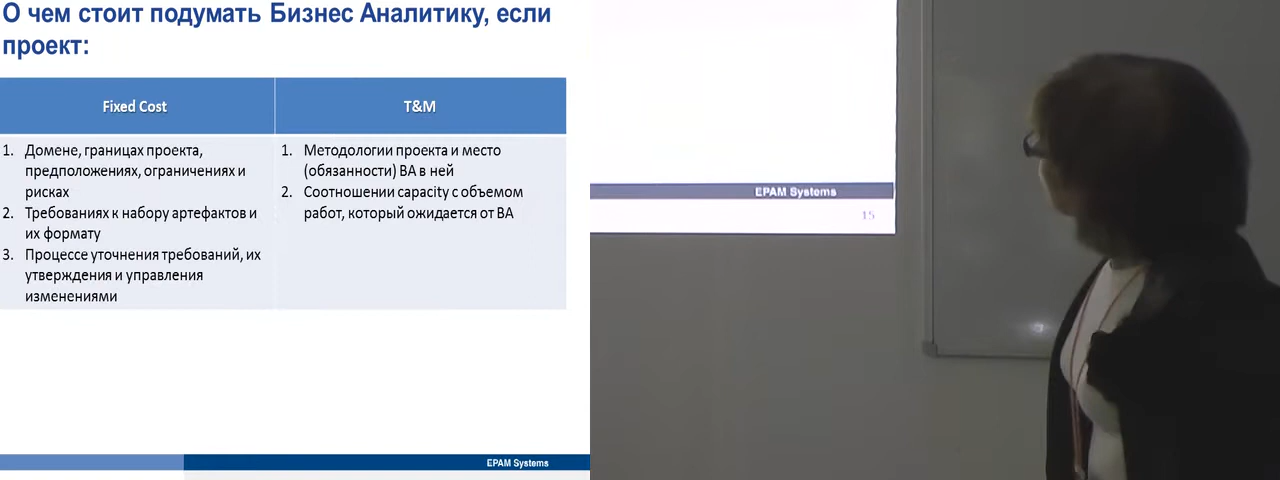 О чем стоит подумать Бизнес Аналитику, если
проект:
Fixed Cost
T&M
1. Домене, границах проекта,
предположениях, ограничениях и
рисках
2. Требованиях к набору артефактов и
их формату
3. Процессе уточнения требований, их
утверждения и управления
изменениями
1. Методологии проекта и место
(обязанности) ВА в ней
2. Соотношении capacity с объемом
работ, который ожидается от ВА
EPAM Systems
EPAM Systems
15